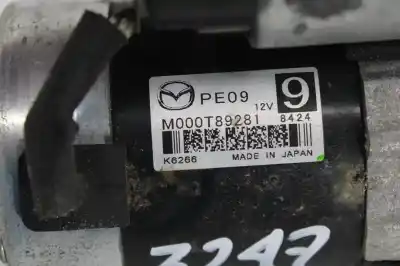 PE09 12V 9
M000T89281 8424
K6266 MADE IN JAPAN
3247